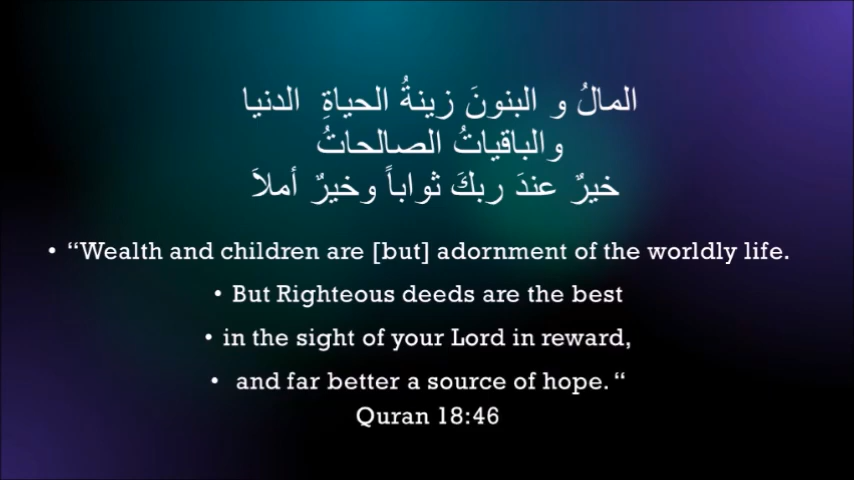 المالُ و البنونَ زينةُ الحياةِ الدنيا
والباقياتُ الصالحاتُ
خيرٌ عندَ ربكَ ثواباً وخيرٌ أملاَ
• “Wealth and children are [but] adornment of the worldly life.
• But Righteous deeds are the best
• in the sight of your Lord in reward,
• and far better a source of hope. “
Quran 18:46